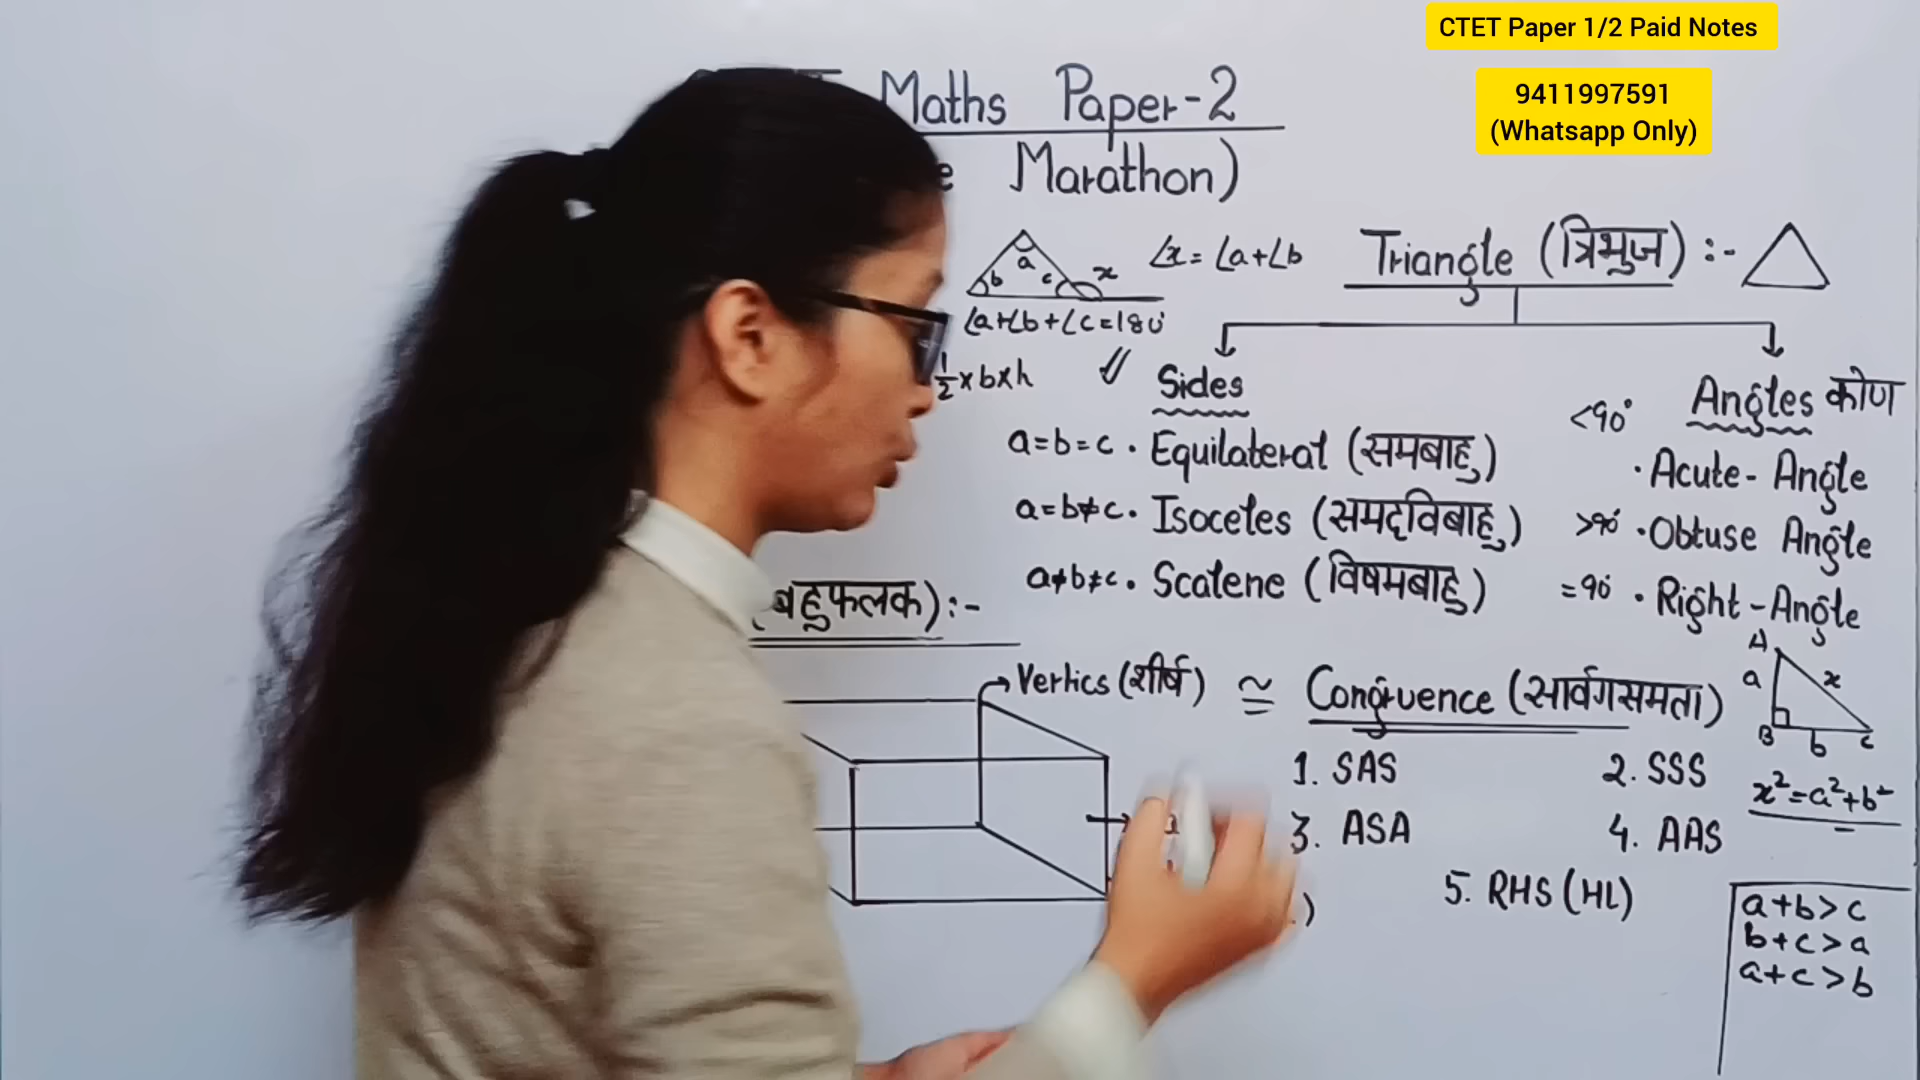 CTET Paper 1/2 Paid Notes
9411997591
(Whatsapp Only)
Maths Paper-2
Marathon)
a
b
c
x
∠x = ∠a+∠b
∠a+∠b+∠c=180°
1/2 × b × h
Triangle (त्रिभुज) :-
Sides
a=b=c • Equilateral (समबाहु)
a=b≠c • Isoceles (समद्विबाहु)
a≠b≠c • Scalene (विषमबाहु)
Angles कोण
<90°
• Acute-Angle
>90° • Obtuse Angle
=90° • Right-Angle
A
a
x
B
b
C
x²=a²+b²
(बहुफलक) :-
Vertics (शीर्ष)
≅ Congruence (सार्वगसमता)
1. SAS
2. SSS
3. ASA
4. AAS
5. RHS (HL)
a+b>c
b+c>a
a+c>b